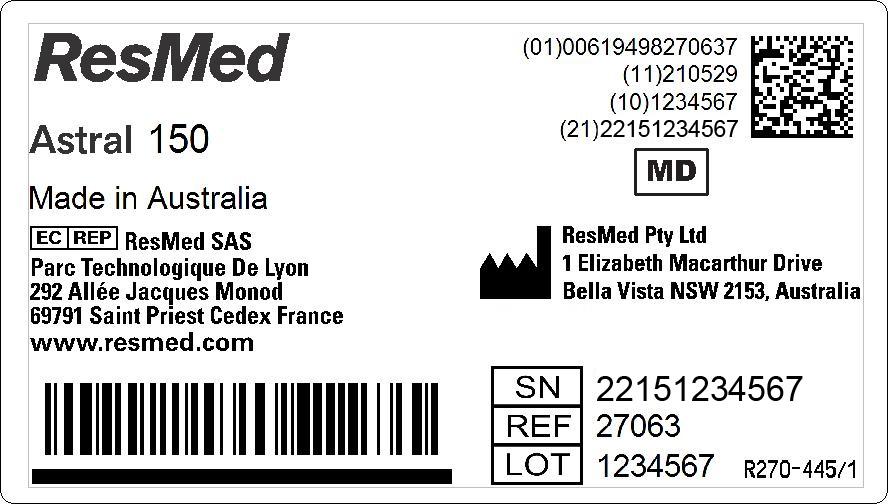 ResMed
(01)00619498270637
(11)210529
(10)1234567
(21)22151234567
MD
Astral 150
Made in Australia
EC REP ResMed SAS
Parc Technologique De Lyon
292 Allée Jacques Monod
69791 Saint Priest Cedex France
www.resmed.com
ResMed Pty Ltd
1 Elizabeth Macarthur Drive
Bella Vista NSW 2153, Australia
SN 22151234567
REF 27063
LOT 1234567
R270-445/1